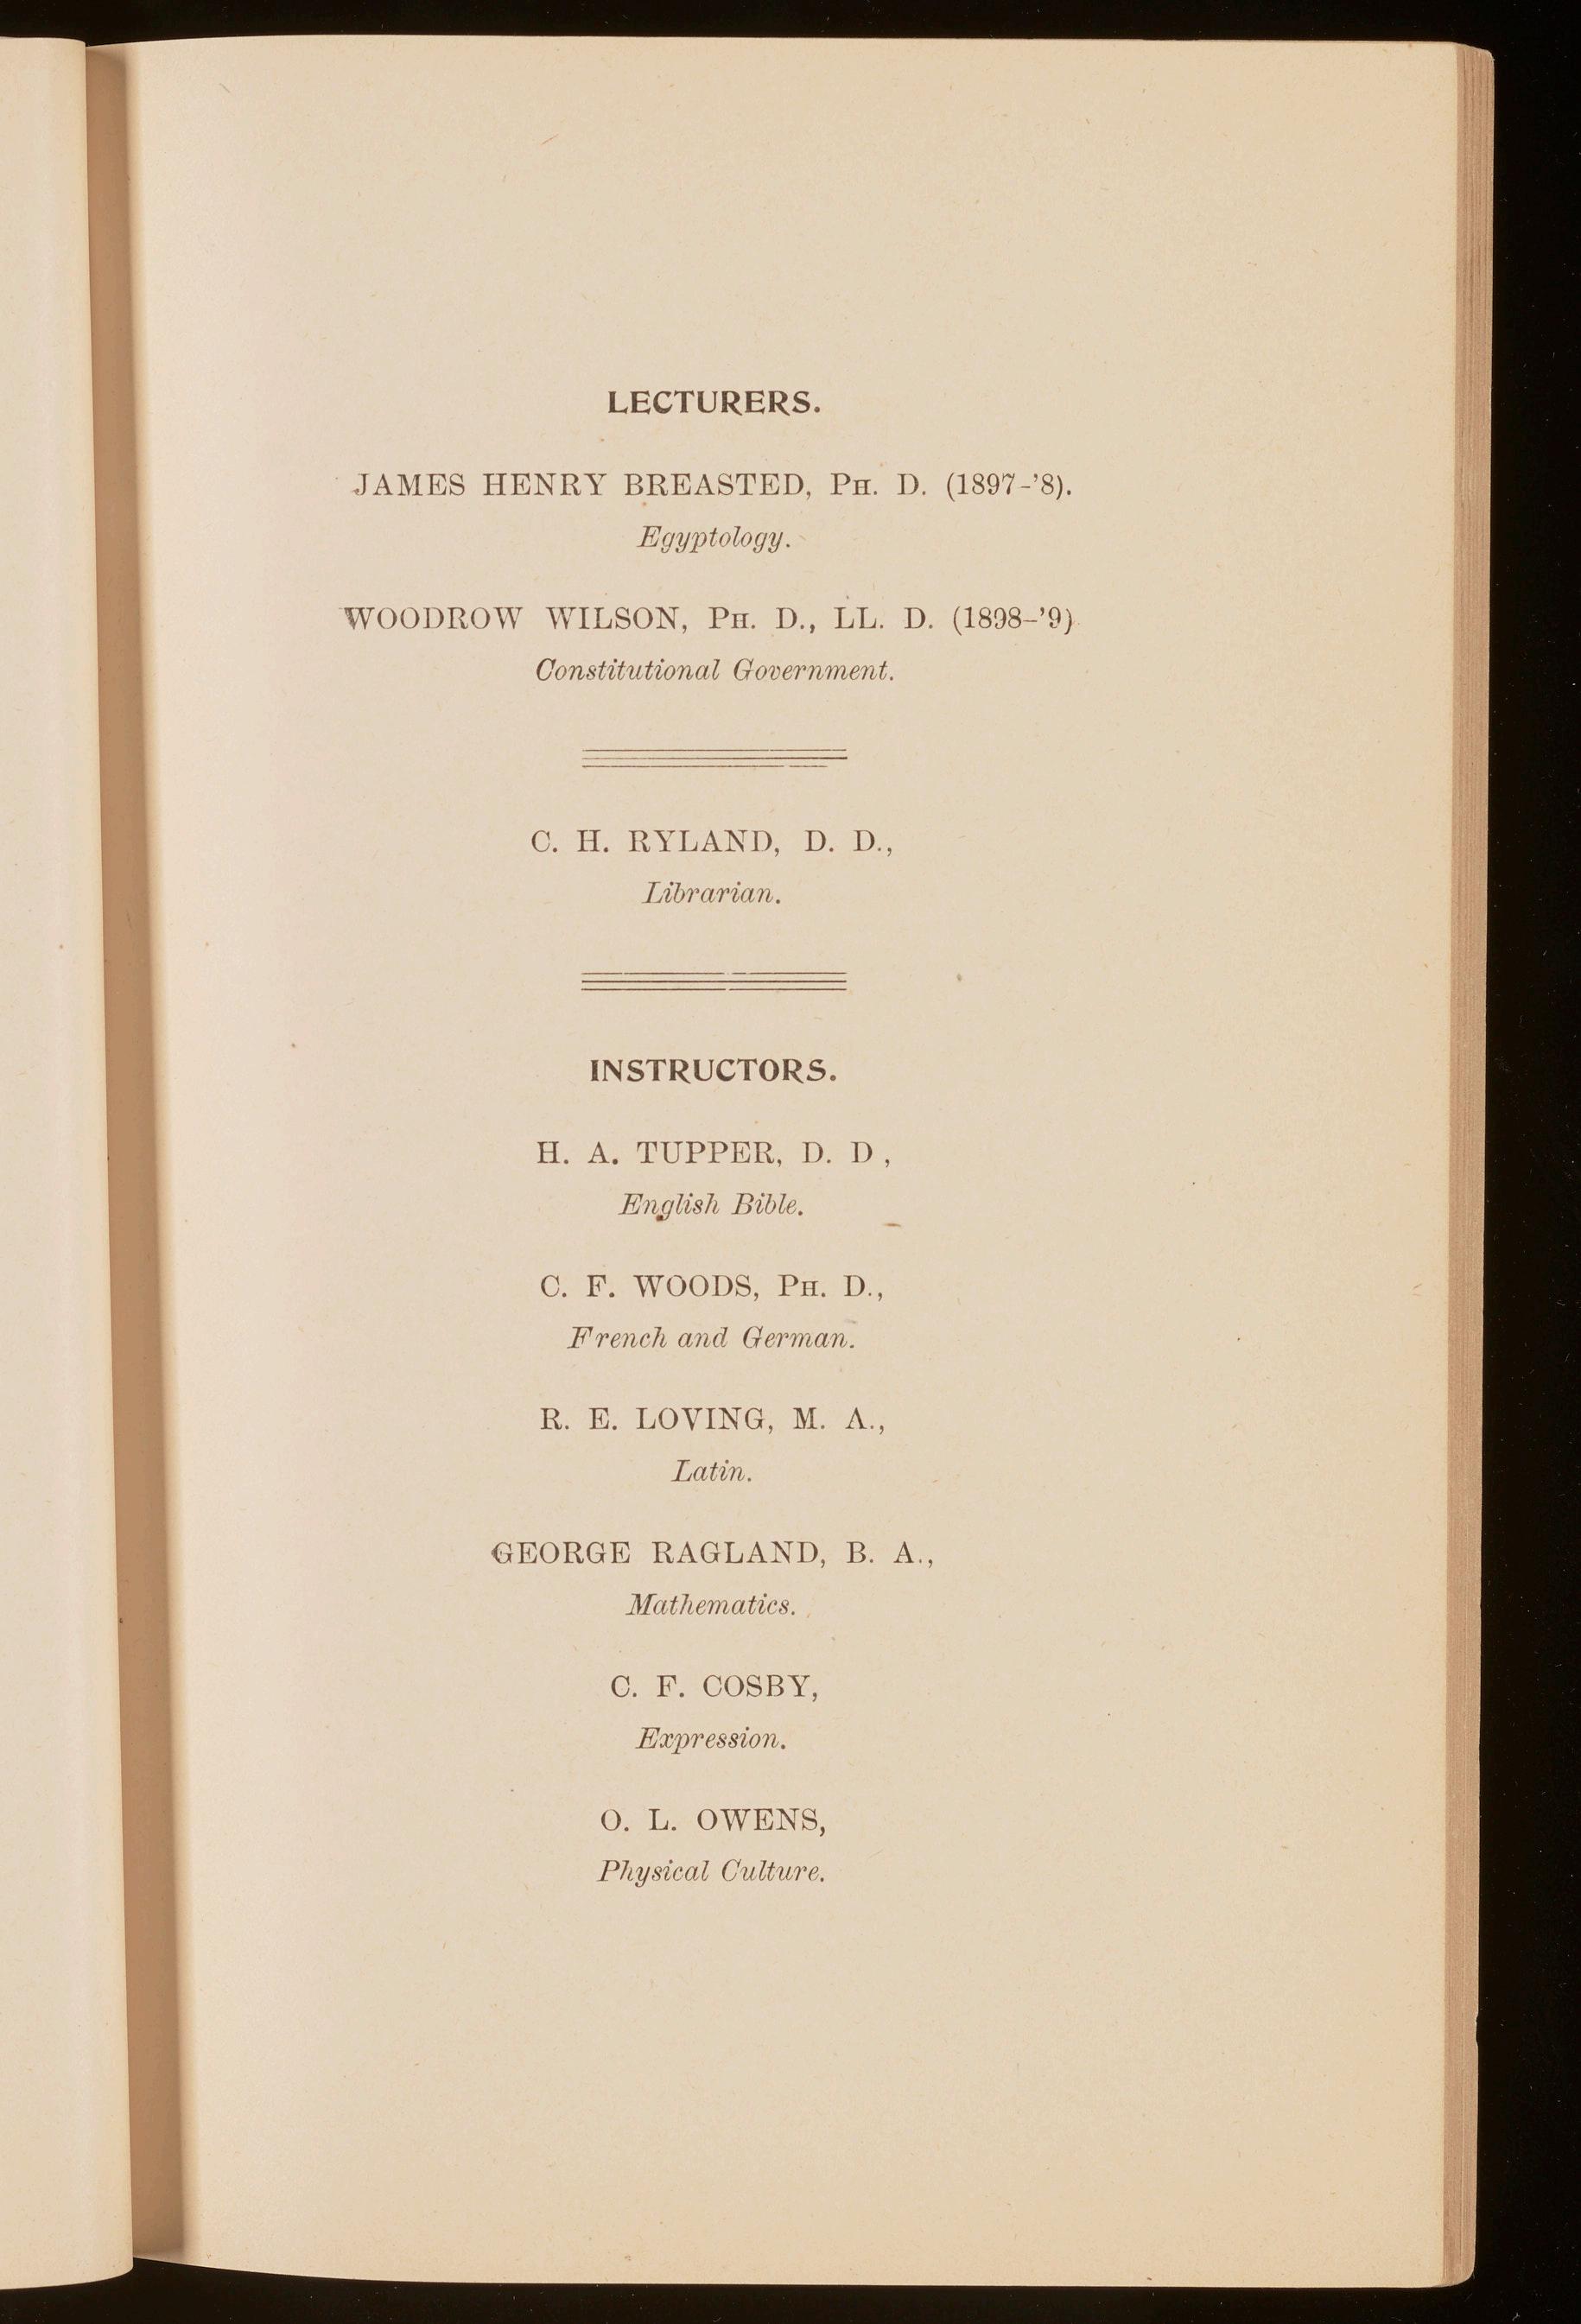 LECTURERS.
JAMES HENRY BREASTED, PH. D. (1897-'8).
Egyptology.
WOODROW WILSON, PH. D., LL. D. (1898-'9)
Constitutional Government.
C. H. RYLAND, D. D.,
Librarian.
INSTRUCTORS.
H. A. TUPPER, D. D ,
English Bible.
C. F. WOODS, PH. D.,
French and German.
R. E. LOVING, M. A.,
Latin.
GEORGE RAGLAND, B. A.,
Mathematics.
C. F. COSBY,
Expression.
O. L. OWENS,
Physical Culture.